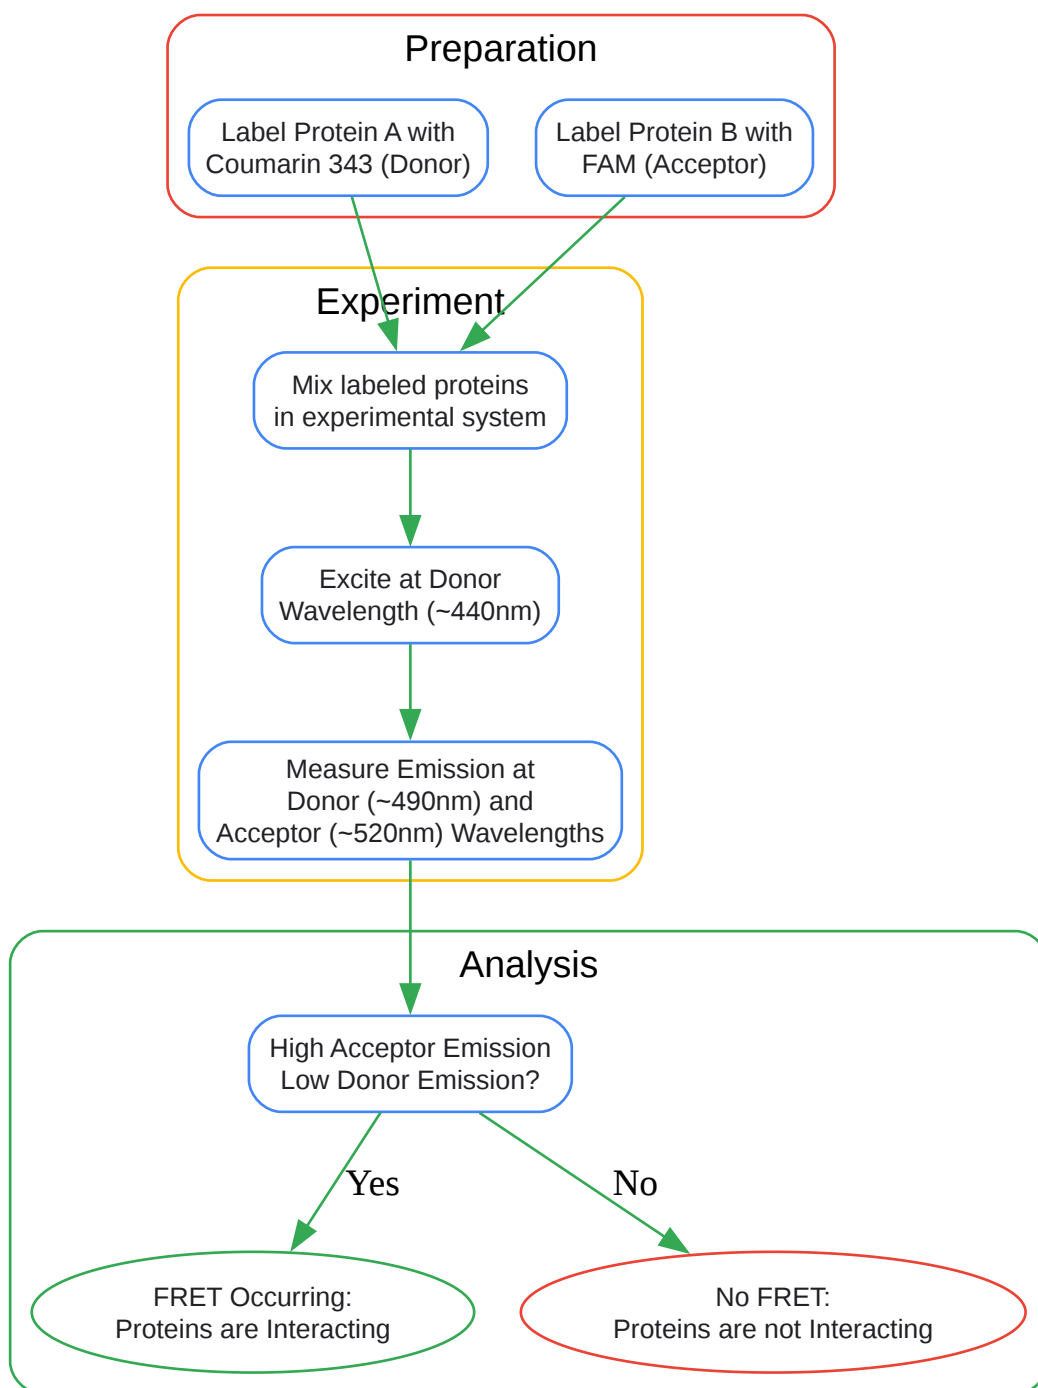 Preparation
Label Protein A with
Coumarin 343 (Donor)
Label Protein B with
FAM (Acceptor)
Experiment
Mix labeled proteins
in experimental system
Excite at Donor
Wavelength (~440nm)
Measure Emission at
Donor (~490nm) and
Acceptor (~520nm) Wavelengths
Analysis
High Acceptor Emission
Low Donor Emission?
Yes
No
FRET Occurring:
Proteins are Interacting
No FRET:
Proteins are not Interacting